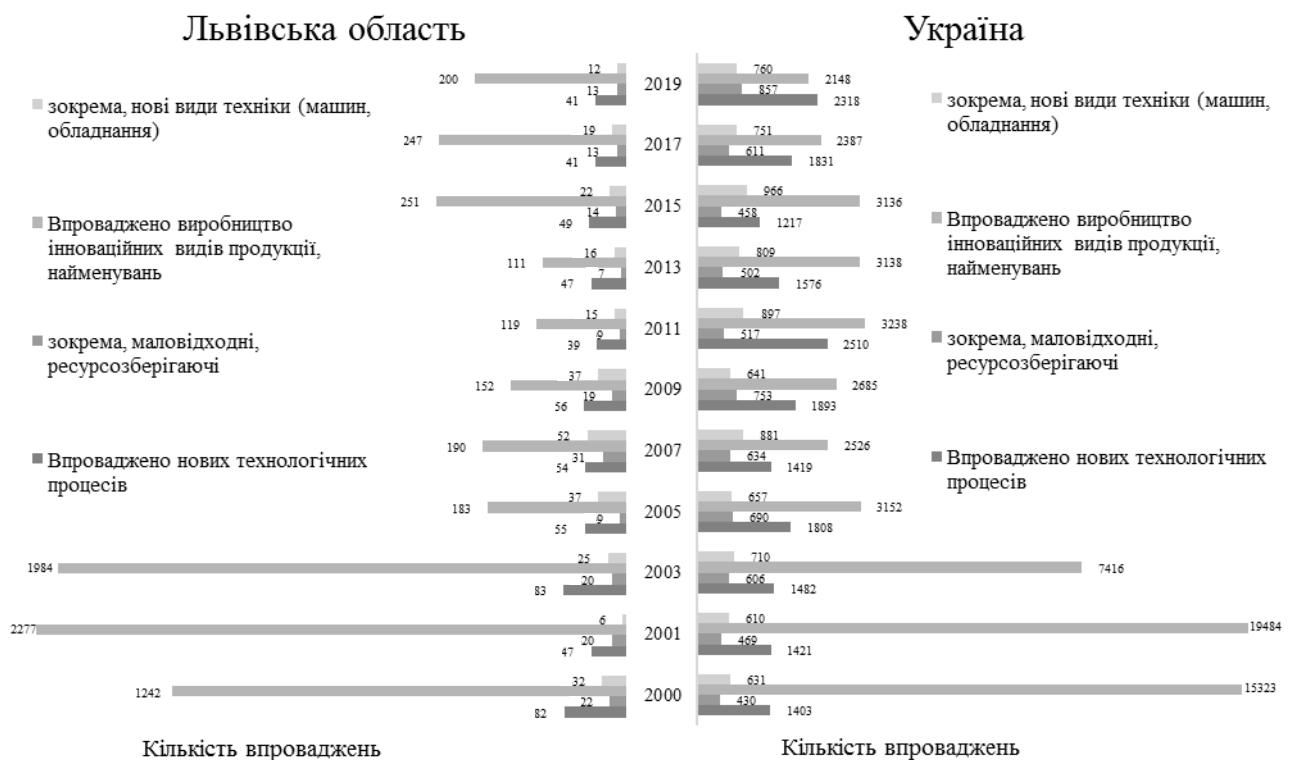 Львівська область
Україна
зокрема, нові види техніки (машин,
обладнання)
Впроваджено виробництво
інноваційних видів продукції,
найменувань
зокрема, маловідходні,
ресурсозберігаючі
Впроваджено нових технологічних
процесів
зокрема, нові види техніки (машин,
обладнання)
Впроваджено виробництво
інноваційних видів продукції,
найменувань
зокрема, маловідходні,
ресурсозберігаючі
Впроваджено нових технологічних
процесів
12 760
200 2019 2148
13 857
41 2318
19 751
247 2017 2387
13 611
41 1831
22 966
251 2015 3136
14 458
49 1217
16 809
111 2013 3138
7 502
47 1576
15 897
119 2011 3238
9 517
39 2510
37 641
152 2009 2685
19 753
56 1893
52 881
190 2007 2526
31 634
54 1419
37 657
183 2005 3152
9 690
55 1808
25 710
1984 2003 7416
20 606
83 1482
6 610
2277 2001 19484
20 469
47 1421
32 631
1242 2000 15323
22 430
82 1403
Кількість впроваджень
Кількість впроваджень